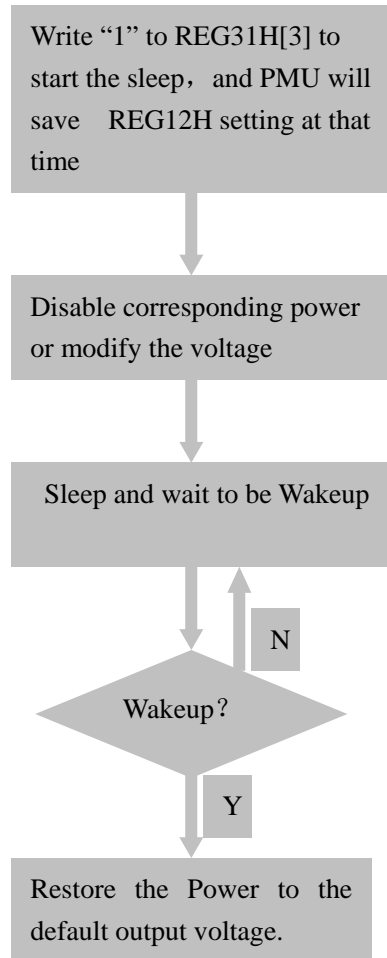 Write “1” to REG31H[3] to
start the sleep，and PMU will
save REG12H setting at that
time
Disable corresponding power
or modify the voltage
Sleep and wait to be Wakeup
N
Wakeup？
Y
Restore the Power to the
default output voltage.